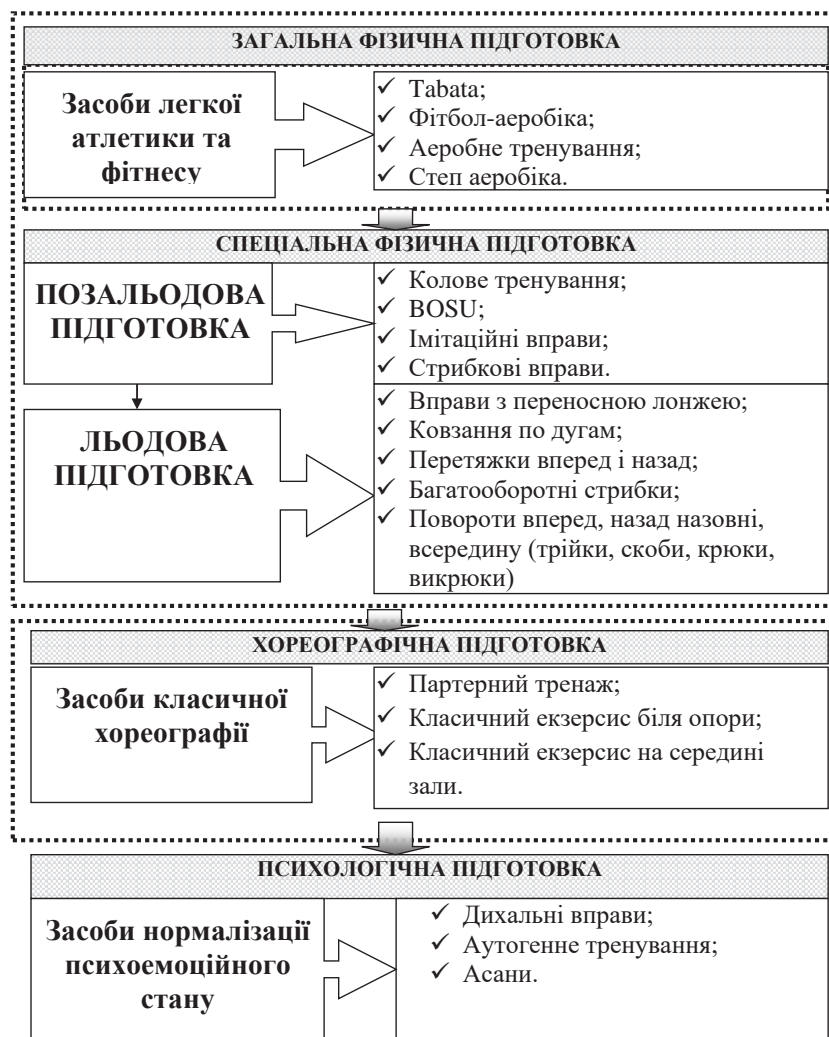 ЗАГАЛЬНА ФІЗИЧНА ПІДГОТОВКА
Засоби легкої
атлетики та
фітнесу
✓ Tabata;
✓ Фітбол-аеробіка;
✓ Аеробне тренування;
✓ Степ аеробіка.
СПЕЦІАЛЬНА ФІЗИЧНА ПІДГОТОВКА
ПОЗАЛЬОДОВА
ПІДГОТОВКА
✓ Колове тренування;
✓ BOSU;
✓ Імітаційні вправи;
✓ Стрибкові вправи.
ЛЬОДОВА
ПІДГОТОВКА
✓ Вправи з переносною лонжею;
✓ Ковзання по дугам;
✓ Перетяжки вперед і назад;
✓ Багатооборотні стрибки;
✓ Повороти вперед, назад назовні,
всередину (трійки, скоби, крюки,
викрюки)
ХОРЕОГРАФІЧНА ПІДГОТОВКА
Засоби класичної
хореографії
✓ Партерний тренаж;
✓ Класичний екзерсис біля опори;
✓ Класичний екзерсис на середині
зали.
ПСИХОЛОГІЧНА ПІДГОТОВКА
Засоби нормалізації
психоемоційного
стану
✓ Дихальні вправи;
✓ Аутогенне тренування;
✓ Асани.